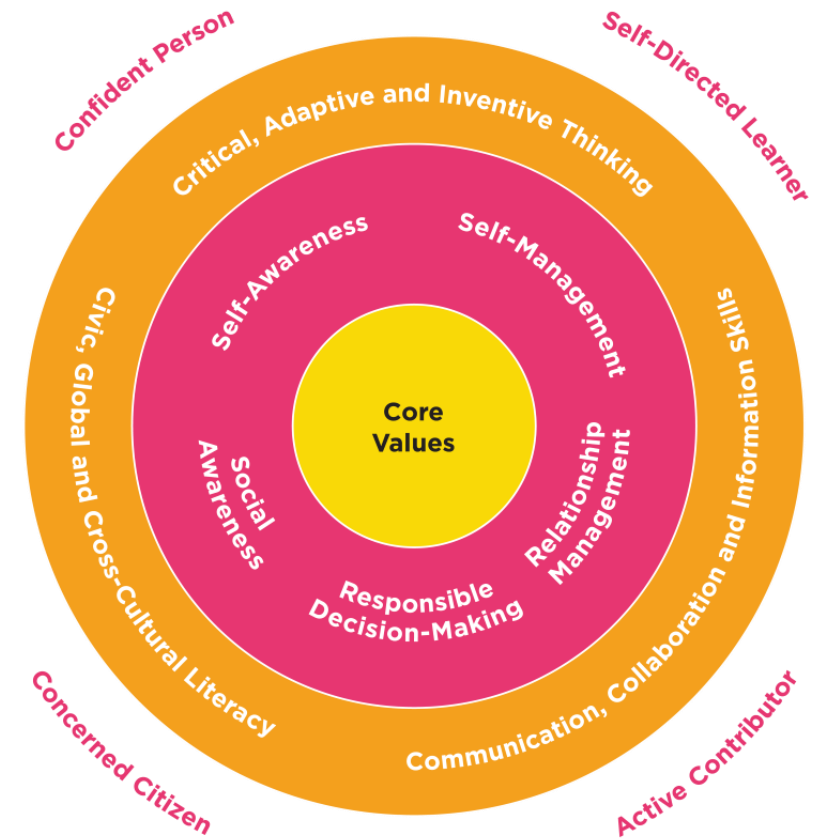 Confident Person
Self-Directed Learner
Critical, Adaptive and Inventive Thinking
Self-Awareness
Self-Management
Civic, Global and Cross-Cultural Literacy
Communication, Collaboration and Information Skills
Core
Values
Social
Awareness
Relationship
Management
Responsible
Decision-Making
Concerned Citizen
Active Contributor